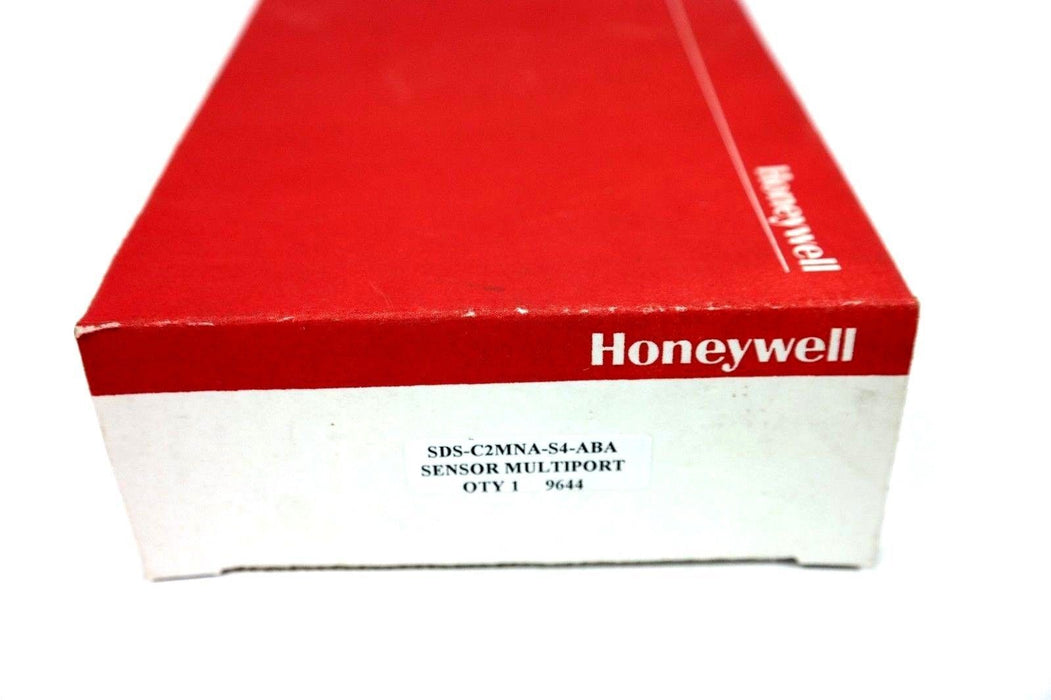 Honeywell
Honeywell
SDS-C2MNA-S4-ABA
SENSOR MULTIPORT
QTY 1 9644